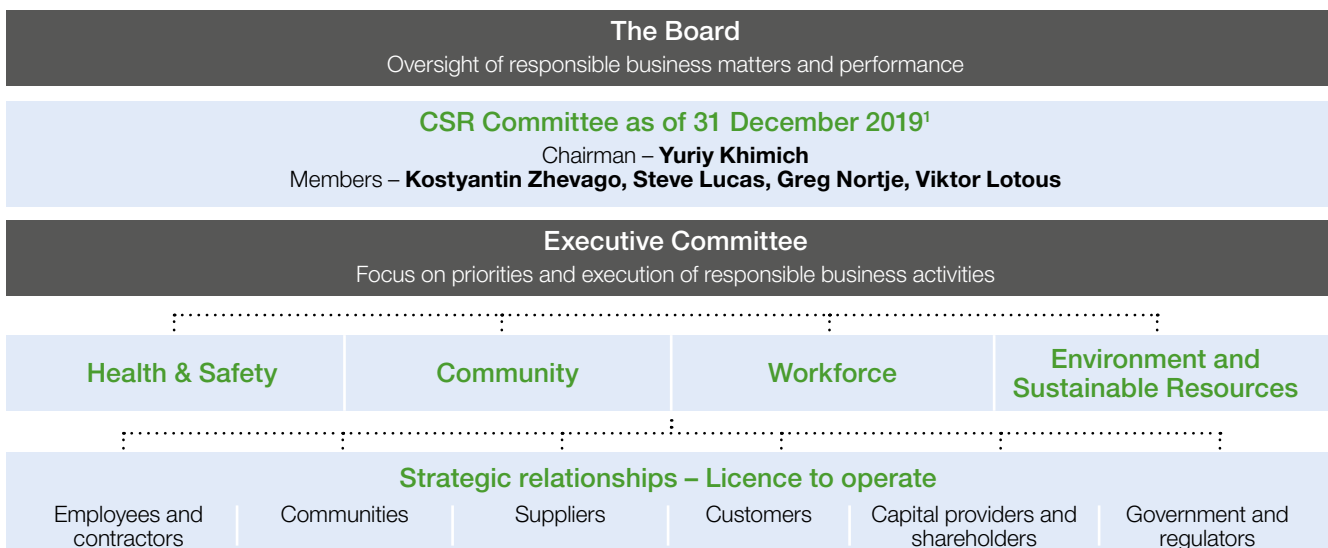 The Board
Oversight of responsible business matters and performance
CSR Committee as of 31 December 2019¹
Chairman – Yuriy Khimich
Members – Kostyantin Zhevago, Steve Lucas, Greg Nortje, Viktor Lotous
Executive Committee
Focus on priorities and execution of responsible business activities
Health & Safety
Community
Workforce
Environment and
Sustainable Resources
Strategic relationships – Licence to operate
Employees and
contractors
Communities
Suppliers
Customers
Capital providers and
shareholders
Government and
regulators